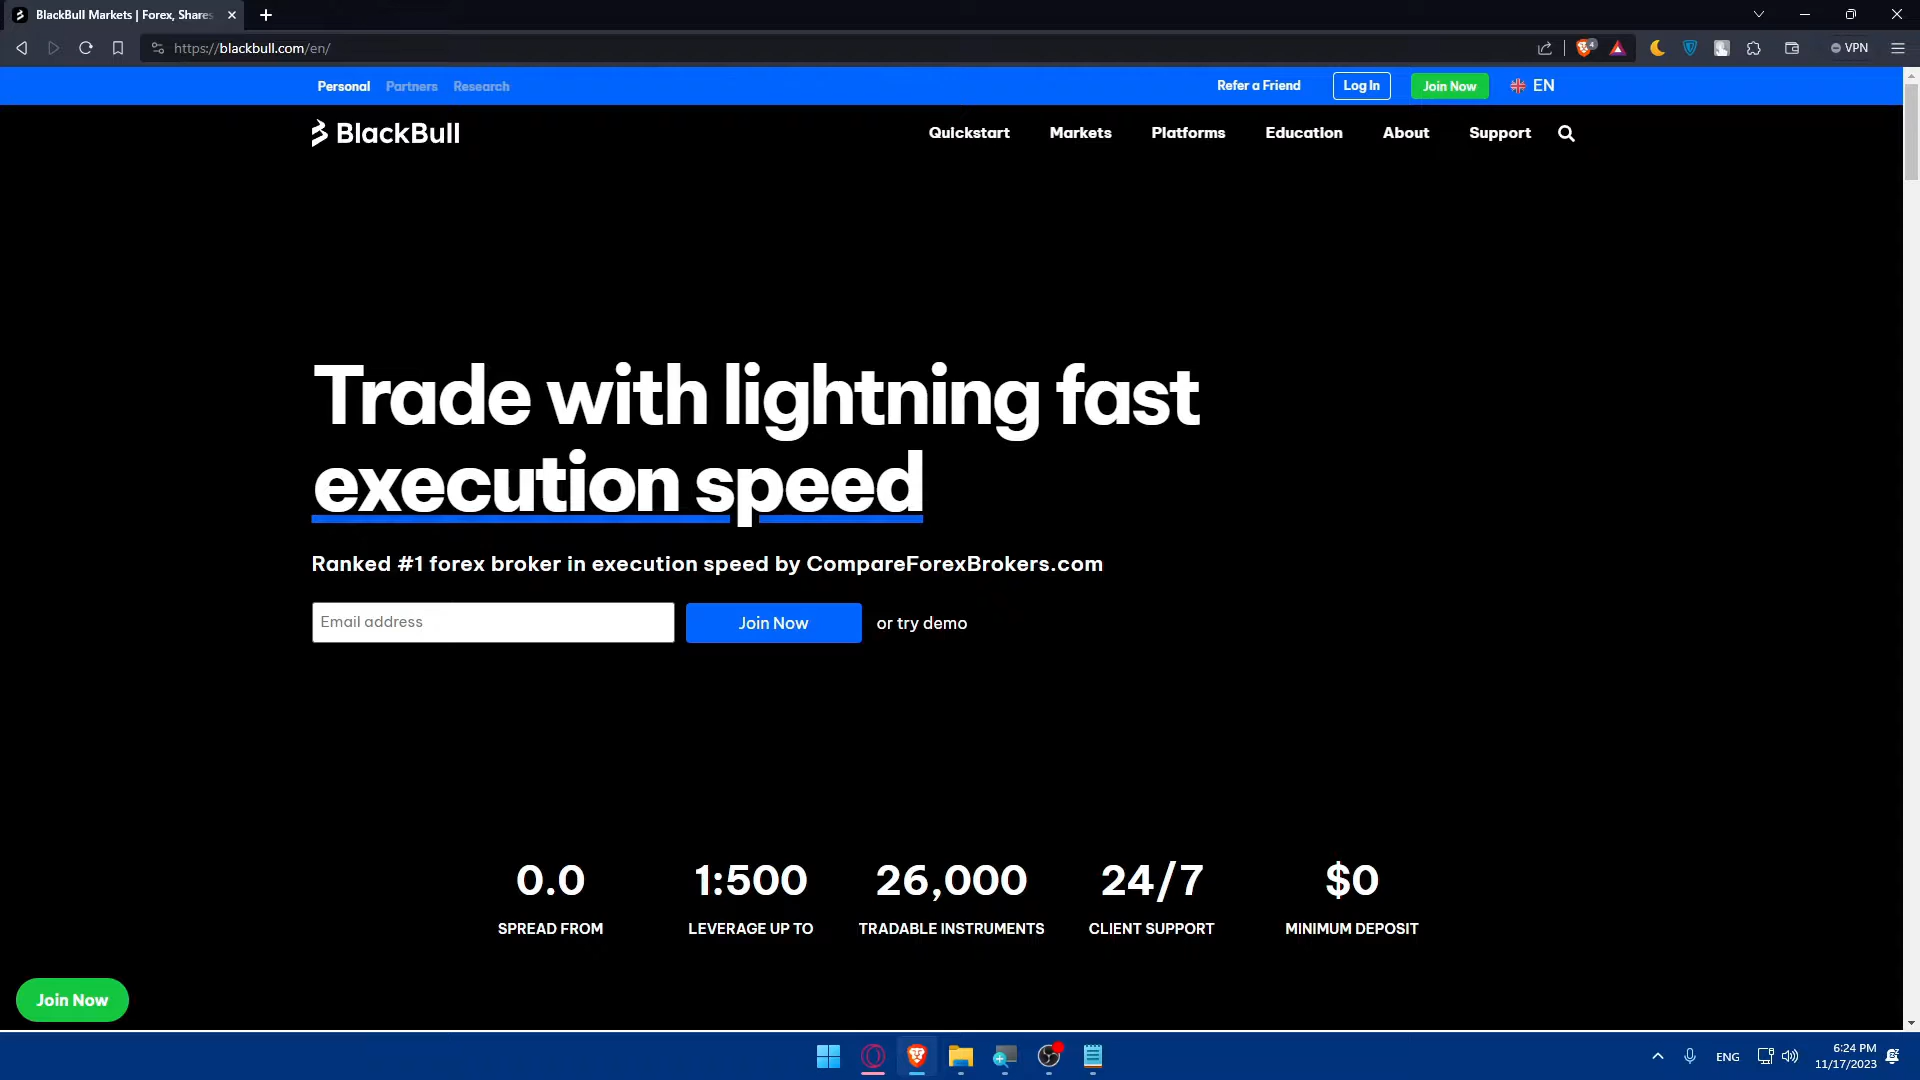 BlackBull Markets | Forex, Shares
https://blackbull.com/en/
4
VPN
Personal Partners Research
Refer a Friend Log In Join Now EN
BlackBull
Quickstart Markets Platforms Education About Support
Trade with lightning fast
execution speed
Ranked #1 forex broker in execution speed by CompareForexBrokers.com
Email address Join Now or try demo
0.0 1:500 26,000 24/7 $0
SPREAD FROM LEVERAGE UP TO TRADABLE INSTRUMENTS CLIENT SUPPORT MINIMUM DEPOSIT
Join Now
ENG
6:24 PM
11/17/2023